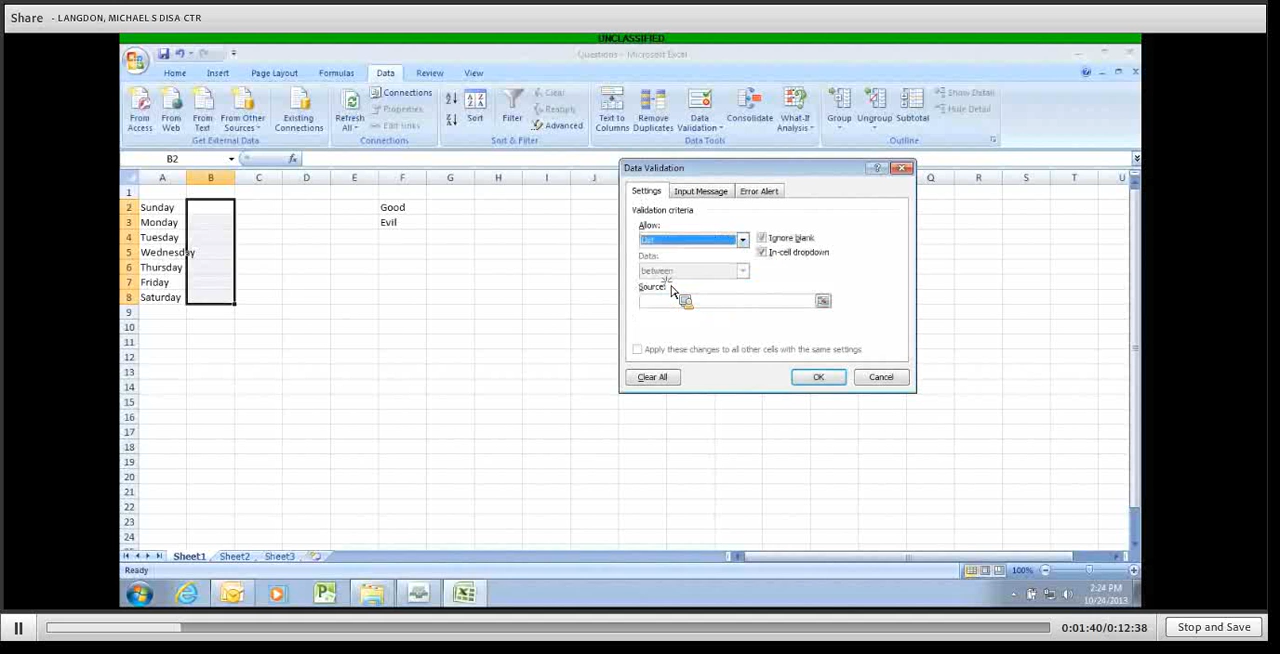 Share - LANGDON, MICHAEL S DISA CTR
UNCLASSIFIED
Questions - Microsoft Excel
Home Insert Page Layout Formulas Data Review View
From Access
From Web
From Text
From Other Sources
Get External Data
Existing Connections
Refresh All
Connections
Properties
Edit Links
Connections
Sort
Filter
Clear
Reapply
Advanced
Sort & Filter
Text to Columns
Remove Duplicates
Data Validation
Consolidate
What-If Analysis
Data Tools
Group
Ungroup
Subtotal
Show Detail
Hide Detail
Outline
B2
fx
A B C D E F G H I J Q R S T U
1
2 Sunday Good
3 Monday Evil
4 Tuesday
5 Wednesday
6 Thursday
7 Friday
8 Saturday
9
10
11
12
13
14
15
16
17
18
19
20
21
22
23
24
Data Validation
Settings Input Message Error Alert
Validation criteria
Allow:
List
Ignore blank
In-cell dropdown
Data:
between
Source:
Apply these changes to all other cells with the same settings
Clear All OK Cancel
Sheet1 Sheet2 Sheet3
Ready
100%
2:24 PM
10/24/2013
0:01:40/0:12:38
Stop and Save